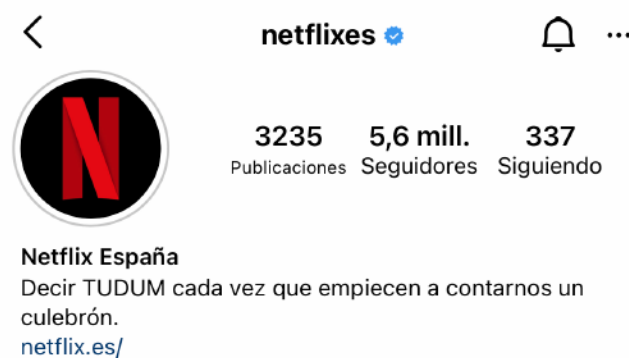 netflixes
3235 5,6 mill. 337
Publicaciones Seguidores Siguiendo
Netflix España
Decir TUDUM cada vez que empiecen a contarnos un
culebrón.
netflix.es/